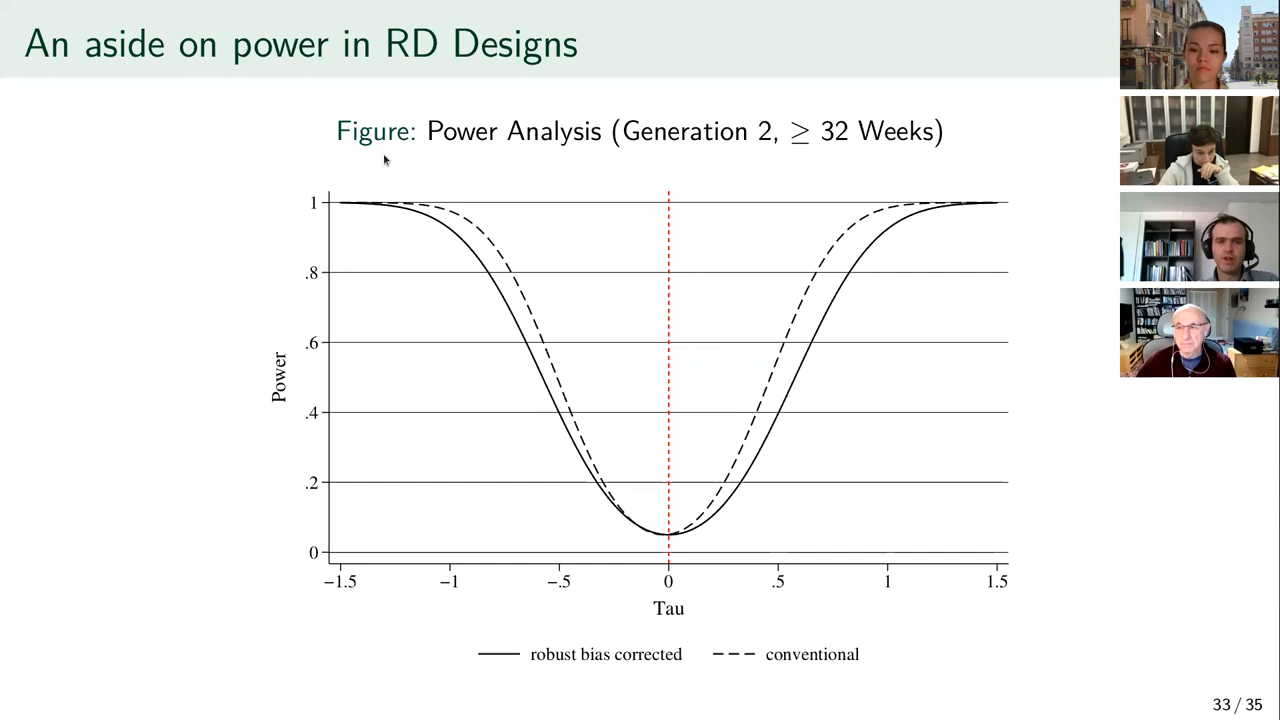 An aside on power in RD Designs
Figure: Power Analysis (Generation 2, ≥ 32 Weeks)
1
.8
.6
.4
.2
0
Power
−1.5 −1 −.5 0 .5 1 1.5
Tau
robust bias corrected conventional
33 / 35